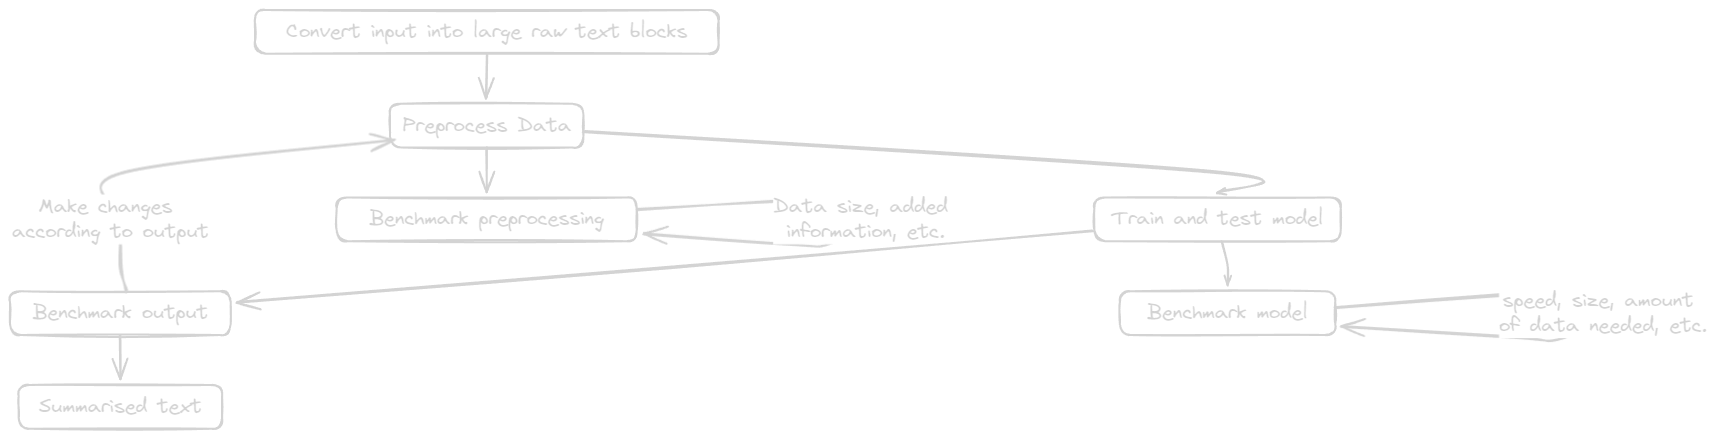 Convert input into large raw text blocks
Preprocess Data
Make changes
according to output
Benchmark preprocessing
Data size, added
information, etc.
Train and test model
Benchmark output
Benchmark model
speed, size, amount
of data needed, etc.
Summarised text